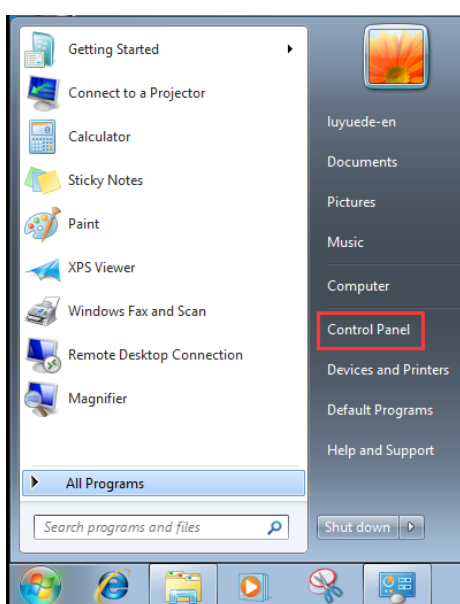 Getting Started
Connect to a Projector
Calculator
Sticky Notes
Paint
XPS Viewer
Windows Fax and Scan
Remote Desktop Connection
Magnifier
All Programs
Search programs and files
luyuede-en
Documents
Pictures
Music
Computer
Control Panel
Devices and Printers
Default Programs
Help and Support
Shut down